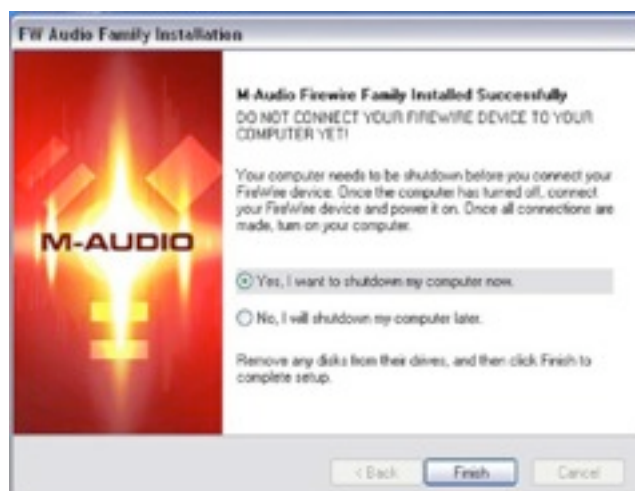 FW Audio Family Installation
M-Audio Firewire Family Installed Successfully
DO NOT CONNECT YOUR FIREWIRE DEVICE TO YOUR
COMPUTER YET!
Your computer needs to be shutdown before you connect your
FireWire device. Once the computer has turned off, connect
your FireWire device and power it on. Once all connections are
made, turn on your computer.
M-AUDIO
Yes, I want to shutdown my computer now.
No, I will shutdown my computer later.
Remove any disks from their drives, and then click Finish to
complete setup.
< Back
Finish
Cancel